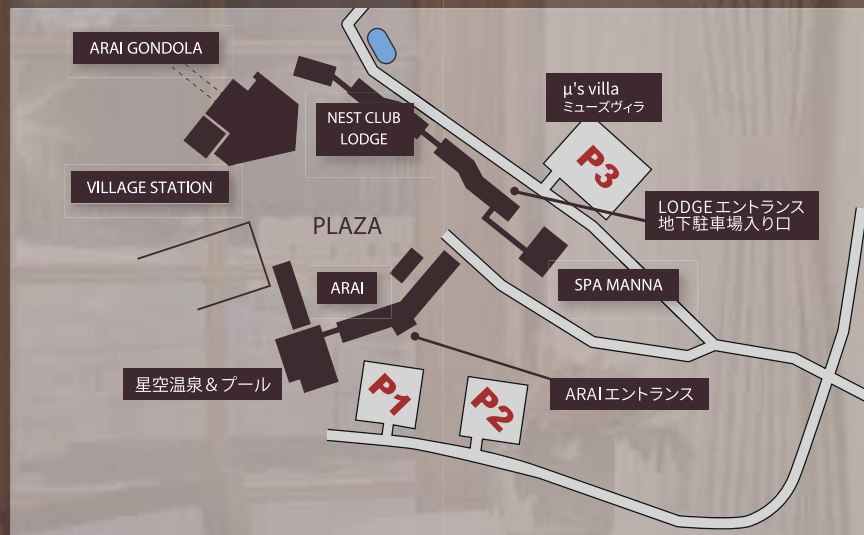 ARAI GONDOLA
NEST CLUB
LODGE
μ's villa
ミューズヴィラ
P3
VILLAGE STATION
LODGEエントランス
地下駐車場入り口
PLAZA
ARAI
SPA MANNA
星空温泉&プール
P1
P2
ARAIエントランス